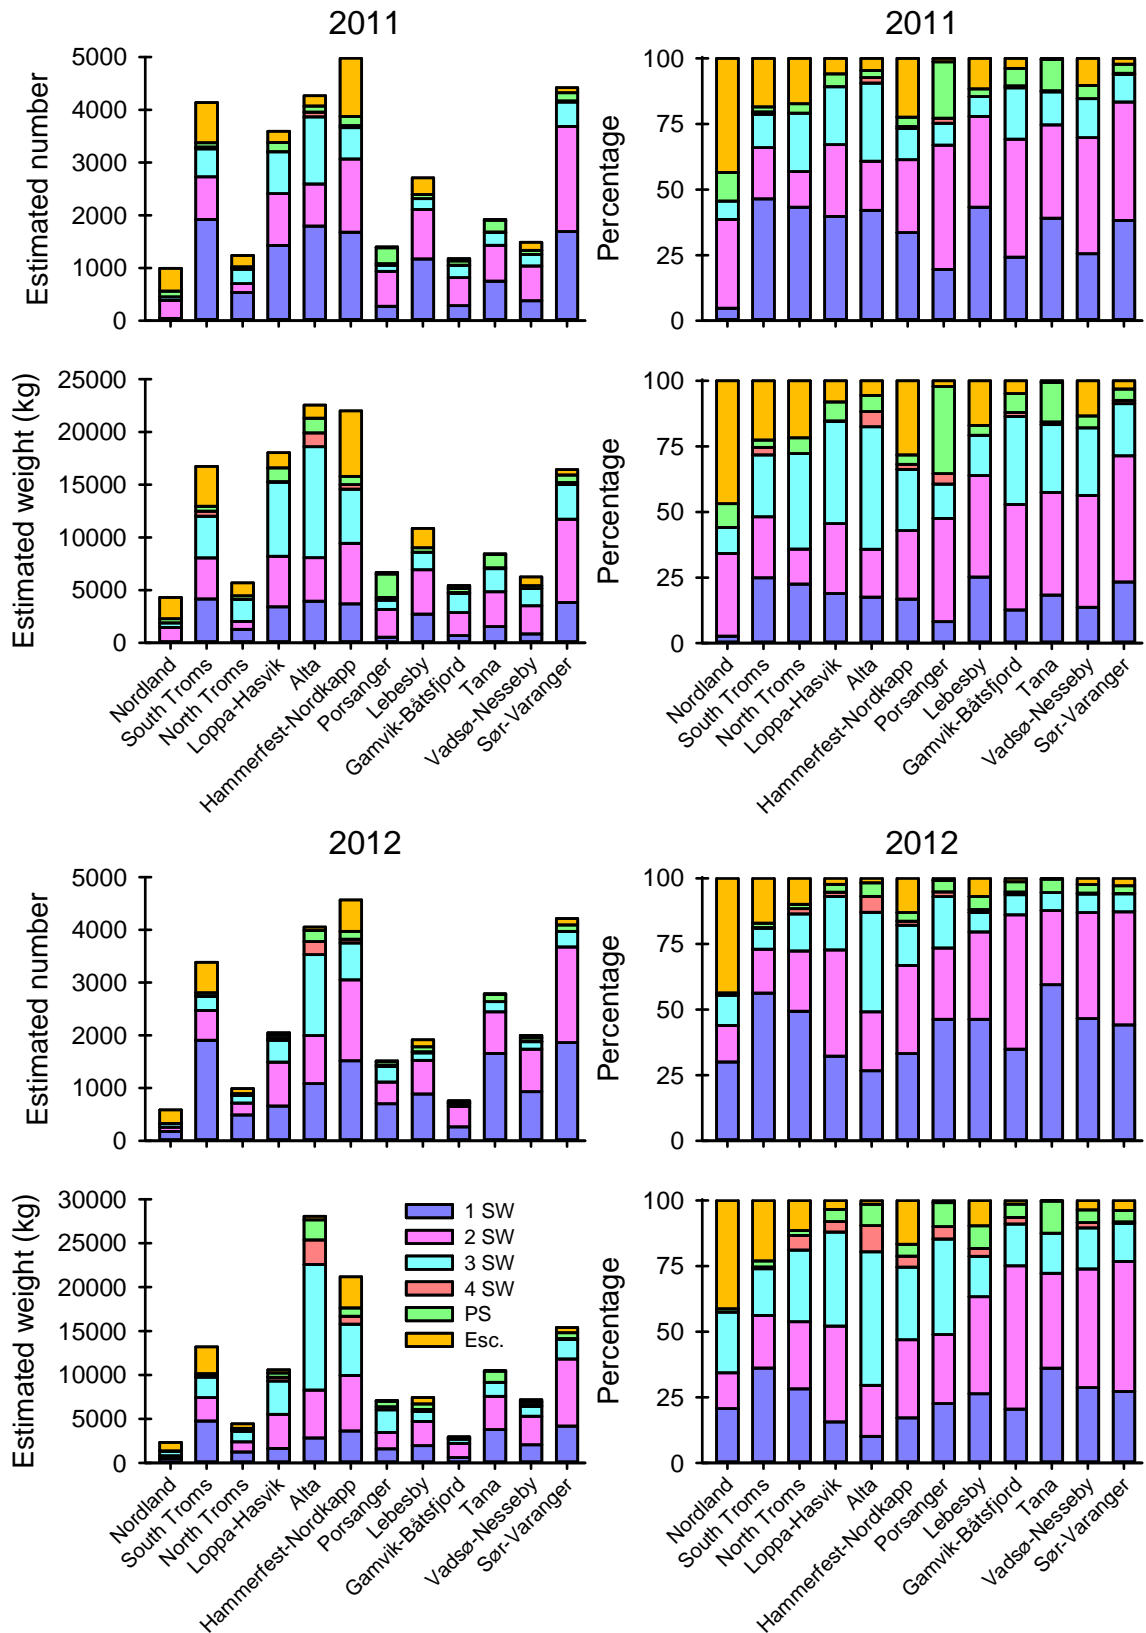 2011
2011
Estimated number
5000
4000
3000
2000
1000
0
Percentage
100
75
50
25
0
Estimated weight (kg)
25000
20000
15000
10000
5000
0
Percentage
100
75
50
25
0
Nordland
South Troms
North Troms
Loppa-Hasvik
Alta
Hammerfest-Nordkapp
Porsanger
Lebesby
Gamvik-Båtsfjord
Tana
Vadsø-Nesseby
Sør-Varanger
Nordland
South Troms
North Troms
Loppa-Hasvik
Alta
Hammerfest-Nordkapp
Porsanger
Lebesby
Gamvik-Båtsfjord
Tana
Vadsø-Nesseby
Sør-Varanger
2012
2012
Estimated number
5000
4000
3000
2000
1000
0
Percentage
100
75
50
25
0
Estimated weight (kg)
30000
25000
20000
15000
10000
5000
0
1 SW
2 SW
3 SW
4 SW
PS
Esc.
Percentage
100
75
50
25
0
Nordland
South Troms
North Troms
Loppa-Hasvik
Alta
Hammerfest-Nordkapp
Porsanger
Lebesby
Gamvik-Båtsfjord
Tana
Vadsø-Nesseby
Sør-Varanger
Nordland
South Troms
North Troms
Loppa-Hasvik
Alta
Hammerfest-Nordkapp
Porsanger
Lebesby
Gamvik-Båtsfjord
Tana
Vadsø-Nesseby
Sør-Varanger